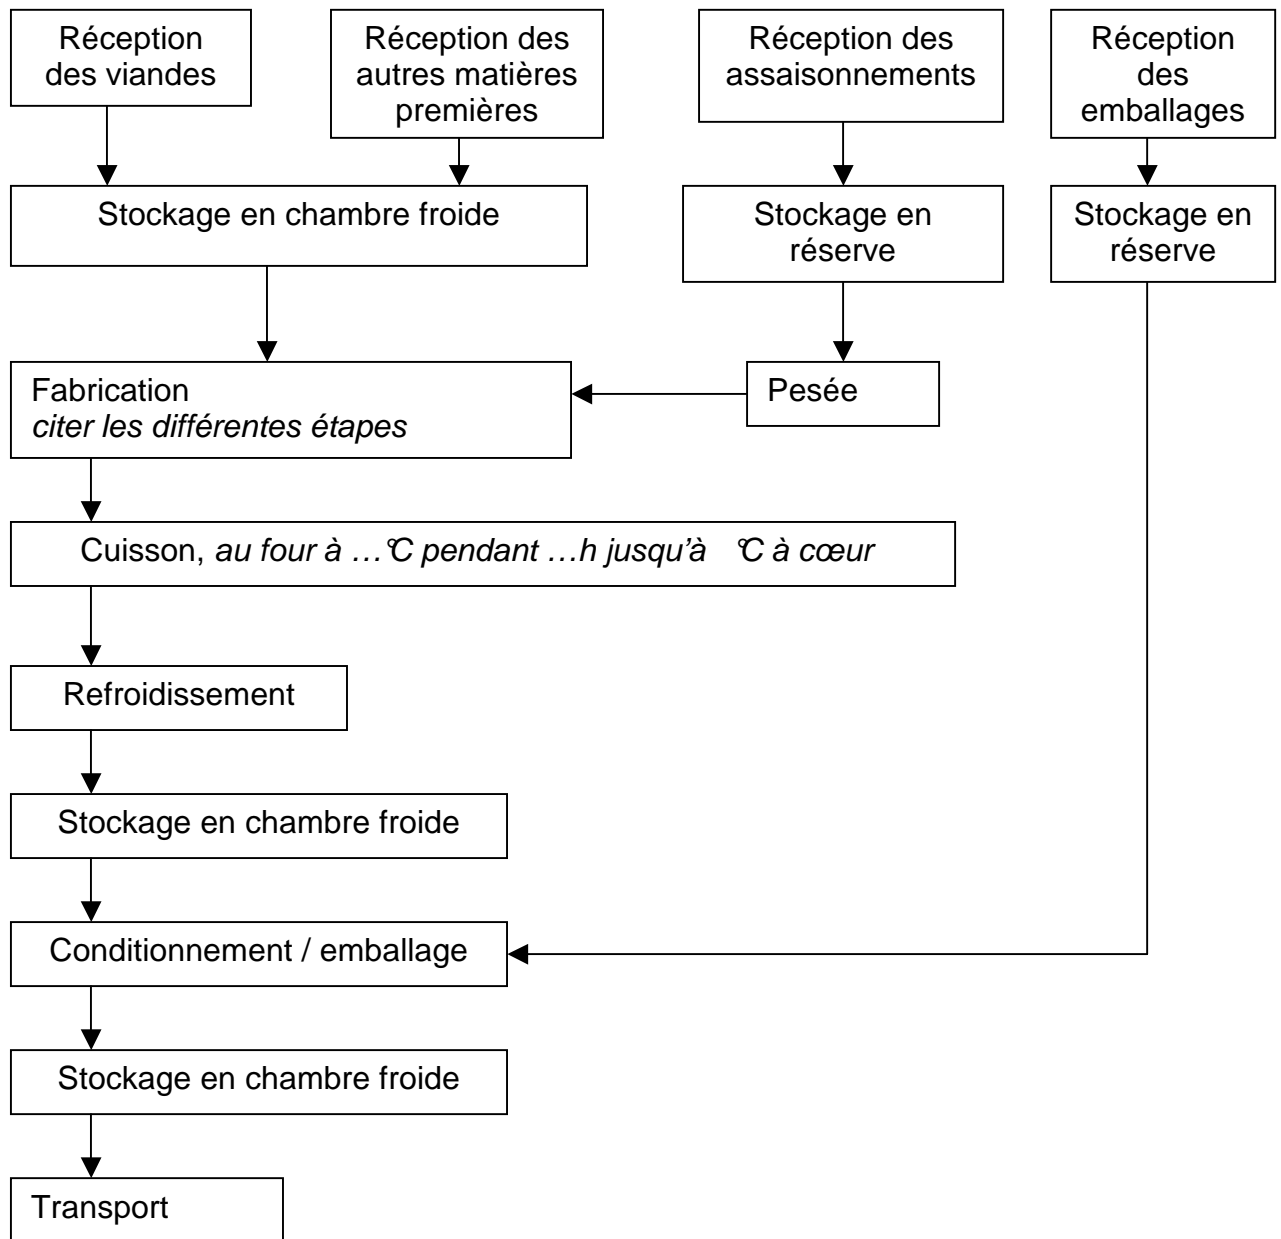 Réception
des viandes
Réception des
autres matières
premières
Réception des
assaisonnements
Réception
des
emballages
Stockage en chambre froide
Stockage en
réserve
Stockage en
réserve
Fabrication
citer les différentes étapes
Pesée
Cuisson, au four à …°C pendant …h jusqu'à °C à cœur
Refroidissement
Stockage en chambre froide
Conditionnement / emballage
Stockage en chambre froide
Transport